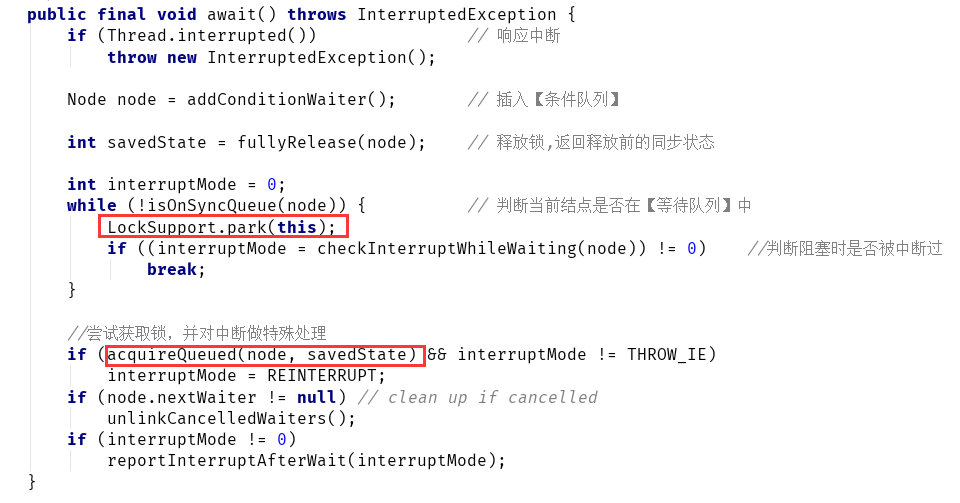 public final void await() throws InterruptedException {
    if (Thread.interrupted())               // 响应中断
        throw new InterruptedException();

    Node node = addConditionWaiter();       // 插入【条件队列】

    int savedState = fullyRelease(node);    // 释放锁,返回释放前的同步状态

    int interruptMode = 0;
    while (!isOnSyncQueue(node)) {          // 判断当前结点是否在【等待队列】中
        LockSupport.park(this);
        if ((interruptMode = checkInterruptWhileWaiting(node)) != 0)    //判断阻塞时是否被中断过
            break;
    }

    //尝试获取锁，并对中断做特殊处理
    if (acquireQueued(node, savedState) && interruptMode != THROW_IE)
        interruptMode = REINTERRUPT;
    if (node.nextWaiter != null) // clean up if cancelled
        unlinkCancelledWaiters();
    if (interruptMode != 0)
        reportInterruptAfterWait(interruptMode);
}